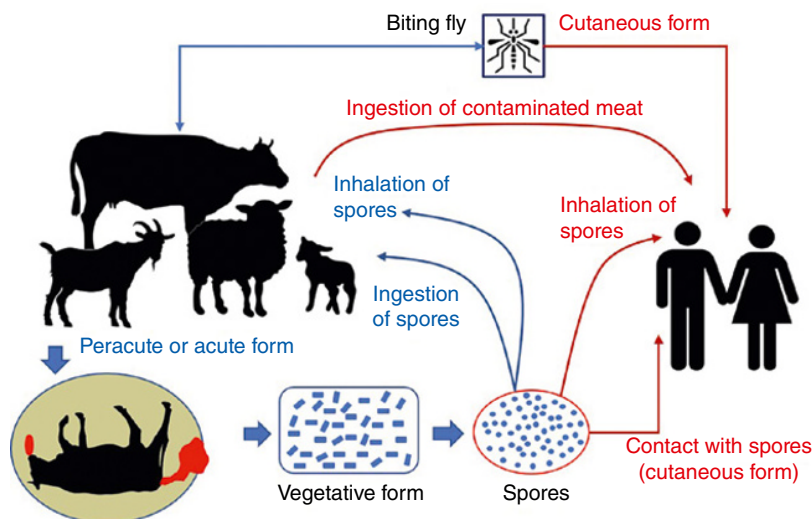 Biting fly
Cutaneous form
Ingestion of contaminated meat
Inhalation of
spores
Inhalation of
spores
Ingestion
of spores
Peracute or acute form
Vegetative form
Spores
Contact with spores
(cutaneous form)